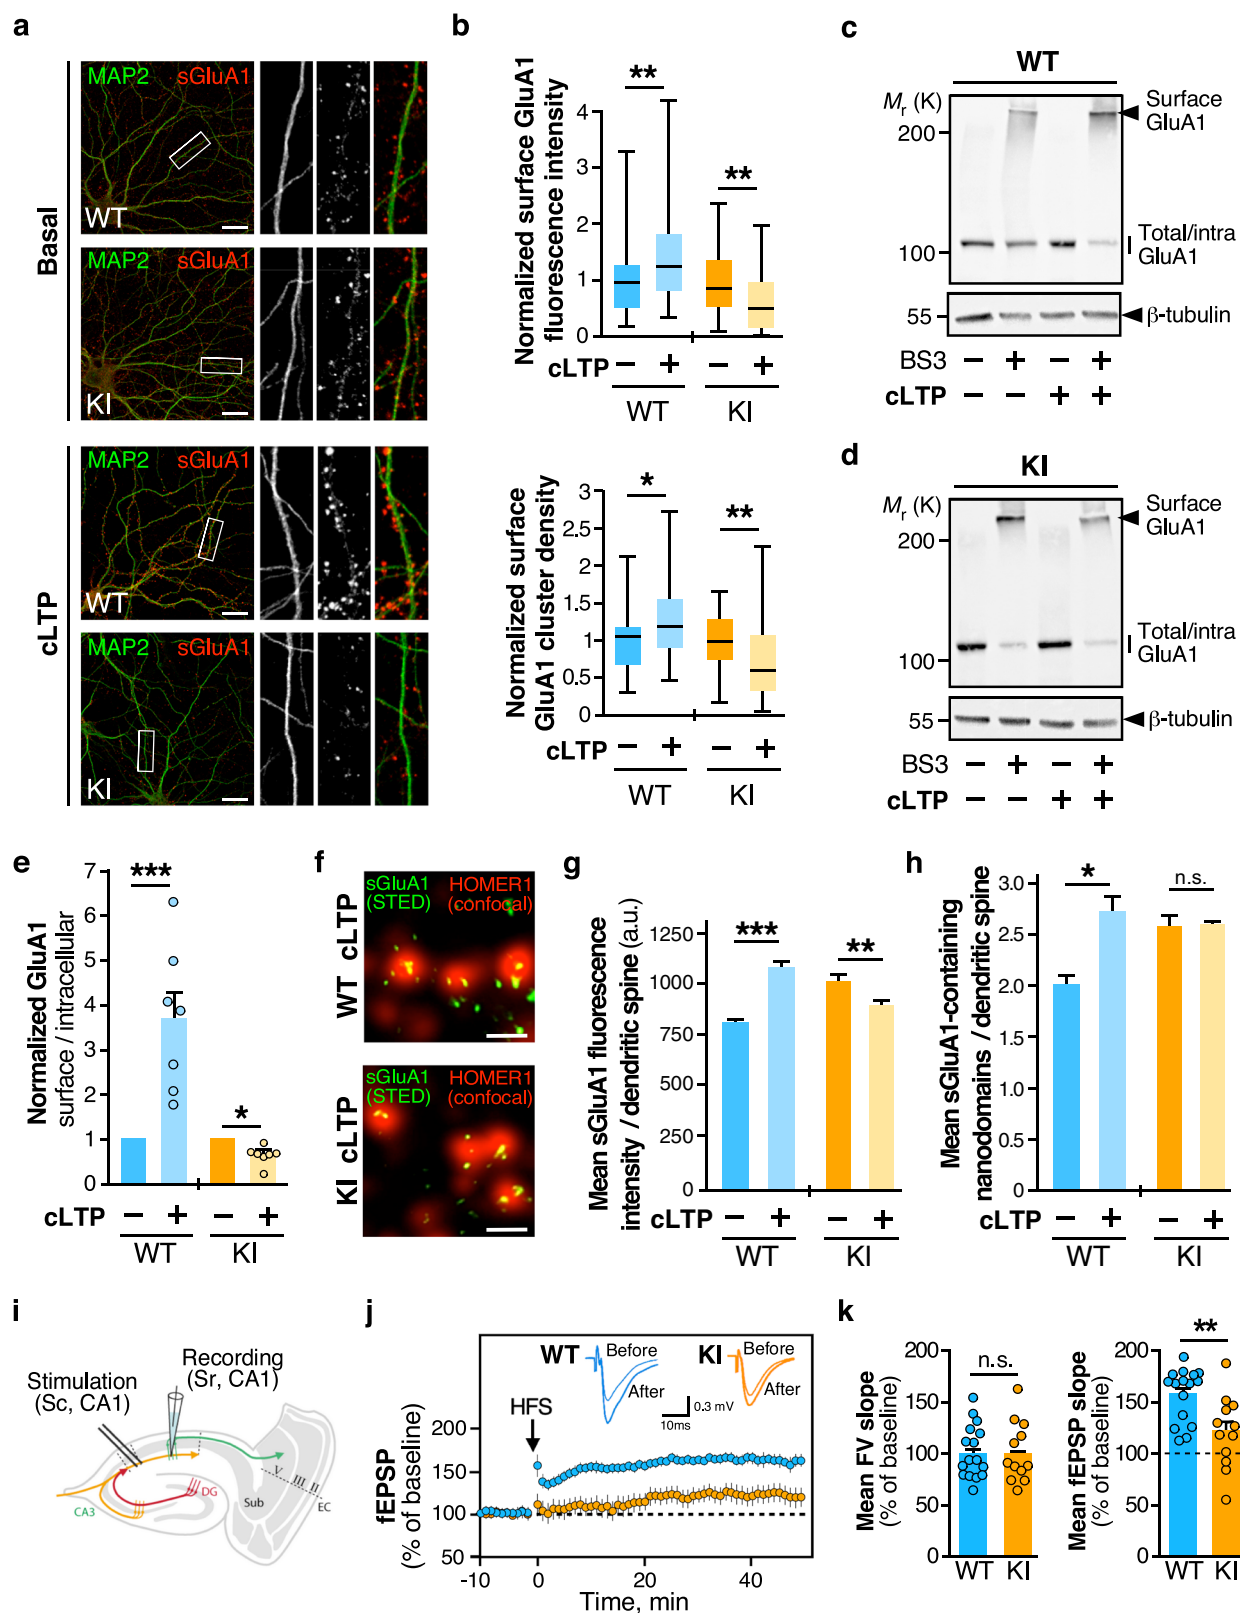 a
Basal
MAP2 sGluA1
WT
MAP2 sGluA1
KI
cLTP
MAP2 sGluA1
WT
MAP2 sGluA1
KI
b
Normalized surface GluA1
fluorescence intensity
4
3
2
1
0
**
**
cLTP − + − +
WT KI
Normalized surface
GluA1 cluster density
3
2.5
2
1.5
1
0.5
0
*
**
cLTP − + − +
WT KI
c
WT
Mr (K)
200
100
55
Surface
GluA1
Total/intra
GluA1
β-tubulin
BS3 − + − +
cLTP − − + +
d
KI
Mr (K)
200
100
55
Surface
GluA1
Total/intra
GluA1
β-tubulin
BS3 − + − +
cLTP − − + +
e
Normalized GluA1
surface / intracellular
7
6
5
4
3
2
1
0
***
*
cLTP − + − +
WT KI
f
WT cLTP
sGluA1 HOMER1
(STED) (confocal)
KI cLTP
sGluA1 HOMER1
(STED) (confocal)
g
Mean sGluA1 fluorescence
intensity / dendritic spine (a.u.)
1250
1000
750
500
250
0
***
**
cLTP − + − +
WT KI
h
Mean sGluA1-containing
nanodomains / dendritic spine
3.0
2.5
2.0
1.5
1.0
0.5
0
*
n.s.
cLTP − + − +
WT KI
i
Stimulation
(Sc, CA1)
Recording
(Sr, CA1)
CA3
DG
Sub
V
III
II
EC
j
fEPSP
(% of baseline)
200
150
100
50
HFS
WT
Before
After
KI
Before
After
0.3 mV
10ms
-10 0 20 40
Time, min
k
Mean FV slope
(% of baseline)
200
150
100
50
0
n.s.
WT KI
Mean fEPSP slope
(% of baseline)
200
150
100
50
0
**
WT KI